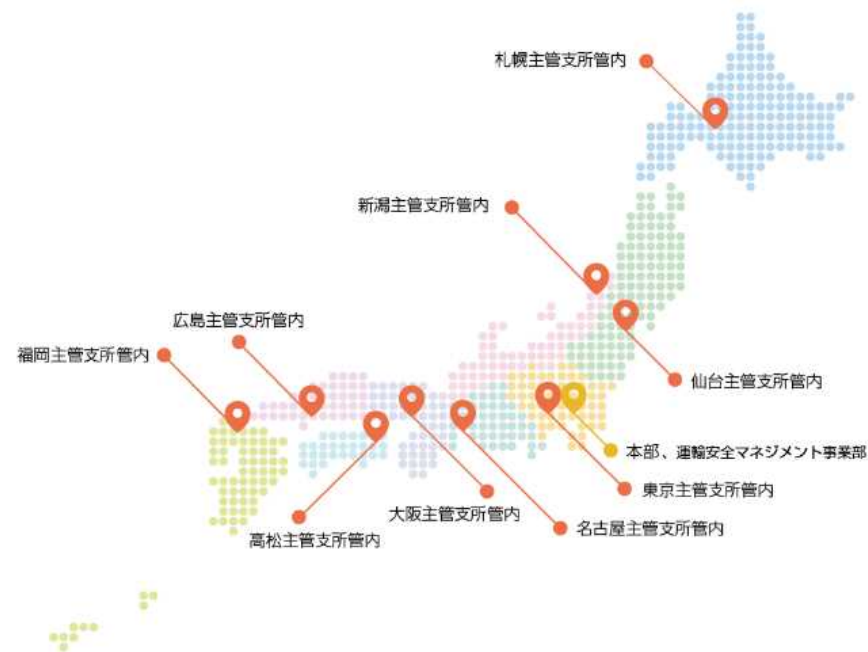 札幌主管支所管内
新潟主管支所管内
広島主管支所管内
福岡主管支所管内
仙台主管支所管内
本部、運輸安全マネジメント事業部
東京主管支所管内
大阪主管支所管内
名古屋主管支所管内
高松主管支所管内